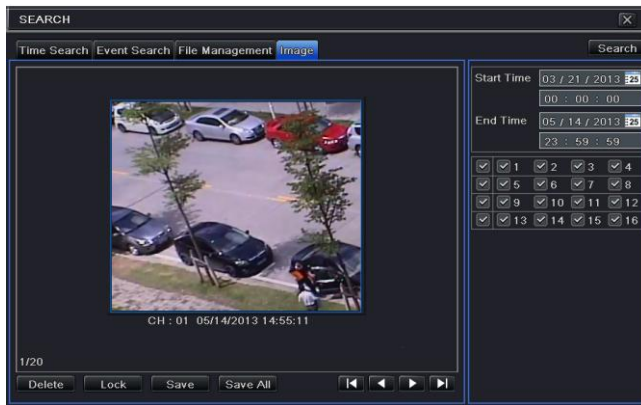 SEARCH
Time Search Event Search File Management Image Search
Start Time 03 / 21 / 2013
00 : 00 : 00
End Time 05 / 14 / 2013
23 : 59 : 59
1 2 3 4
5 6 7 8
9 10 11 12
13 14 15 16
CH : 01 05/14/2013 14:55:11
1/20
Delete Lock Save Save All